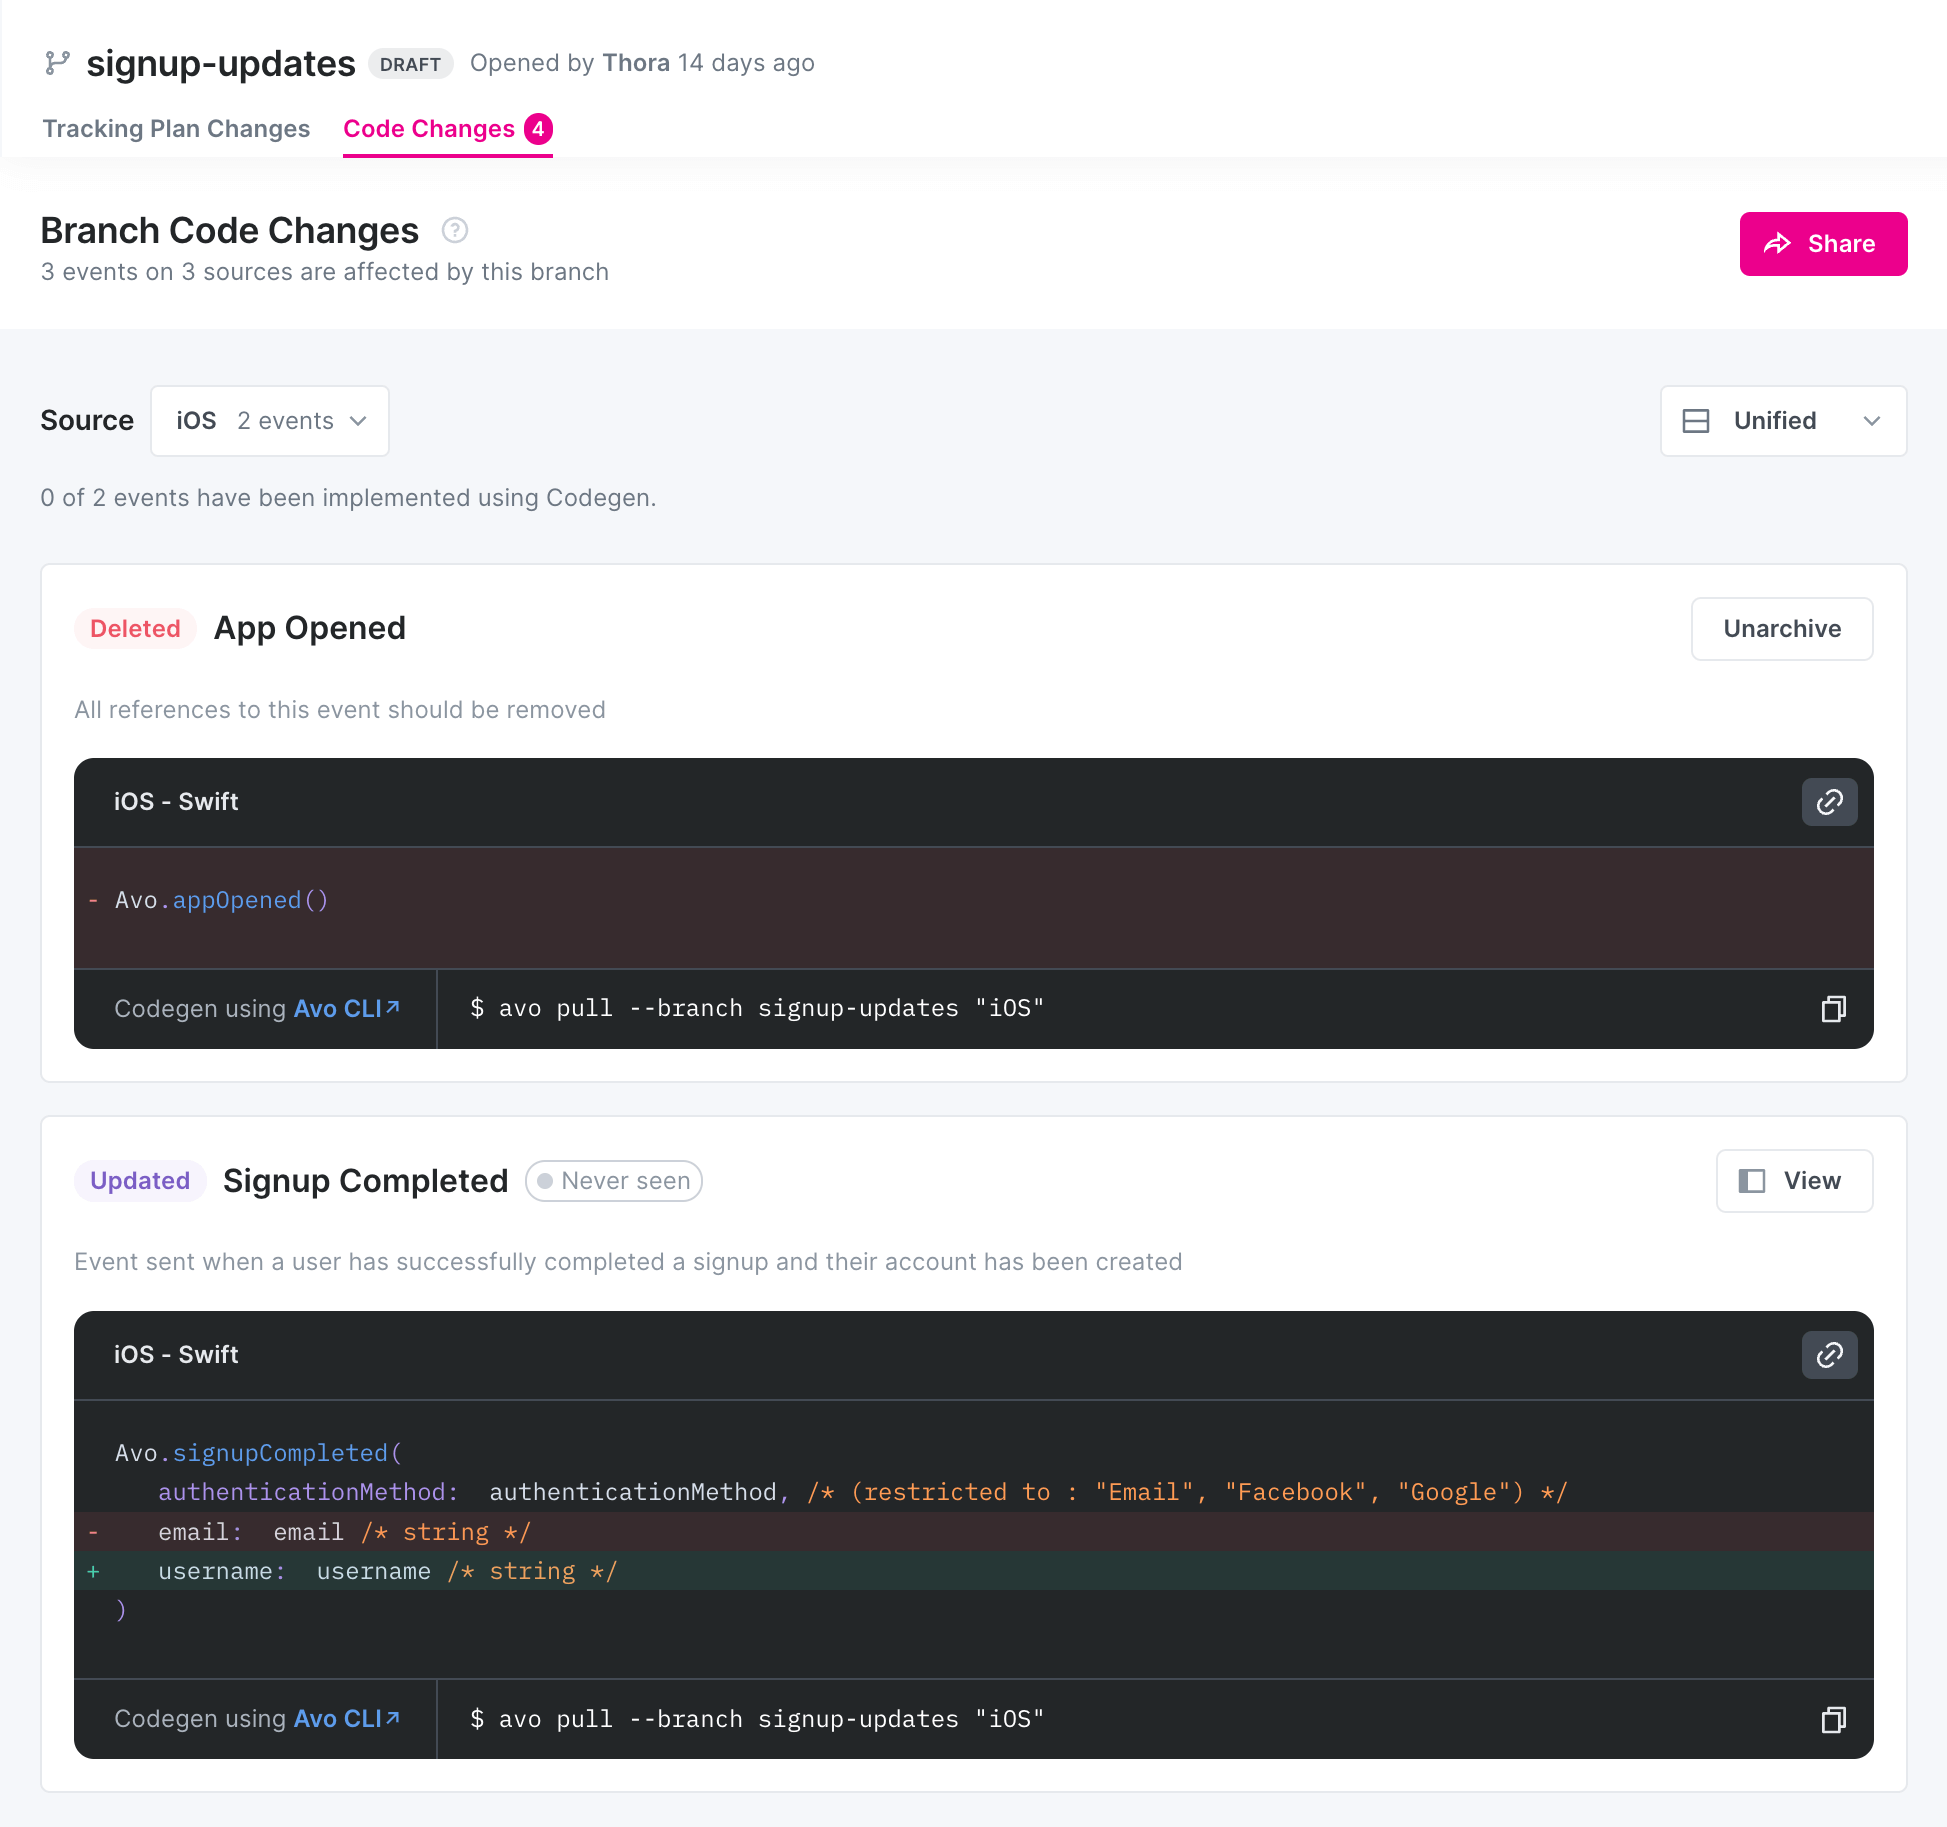 signup-updates DRAFT Opened by Thora 14 days ago
Tracking Plan Changes Code Changes 4
Branch Code Changes ?
3 events on 3 sources are affected by this branch
Share
Source iOS 2 events
Unified
0 of 2 events have been implemented using Codegen.
Deleted App Opened
Unarchive
All references to this event should be removed
iOS - Swift
- Avo.appOpened()
Codegen using Avo CLI↗ $ avo pull --branch signup-updates "iOS"
Updated Signup Completed Never seen
View
Event sent when a user has successfully completed a signup and their account has been created
iOS - Swift
Avo.signupCompleted(
authenticationMethod: authenticationMethod, /* (restricted to : "Email", "Facebook", "Google") */
- email: email /* string */
+ username: username /* string */
)
Codegen using Avo CLI↗ $ avo pull --branch signup-updates "iOS"